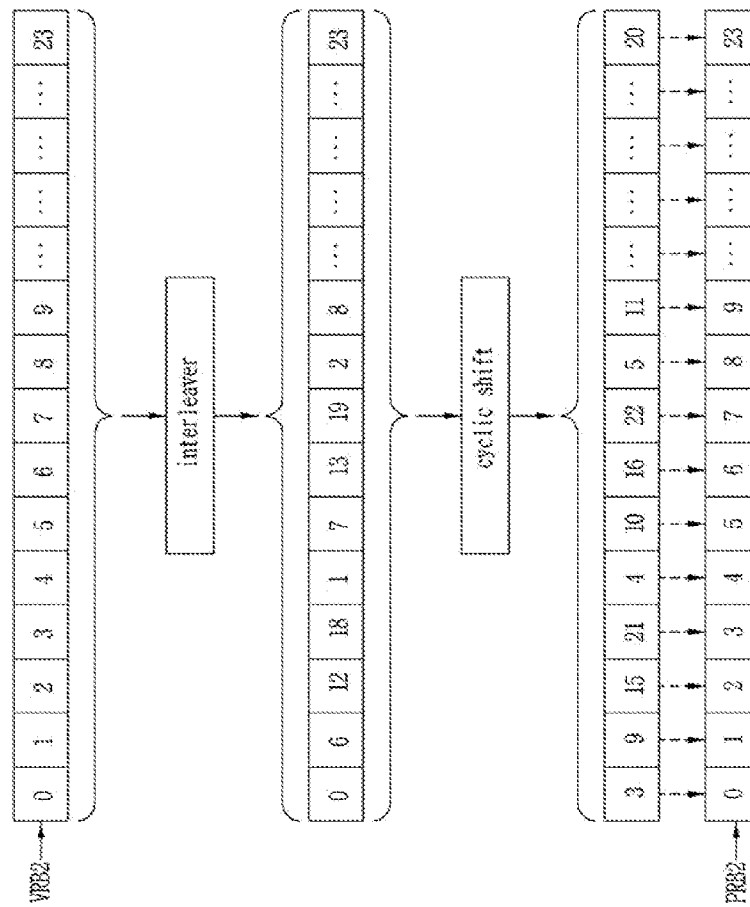 VRB2 0 1 2 3 4 5 6 7 8 9 ... ... ... ... 23
interleaver
0 6 12 18 1 7 13 19 2 8 ... ... ... ... 23
cyclic shift
3 9 15 21 4 10 16 22 5 11 ... ... ... ... 20
PRB2 0 1 2 3 4 5 6 7 8 9 ... ... ... ... 23